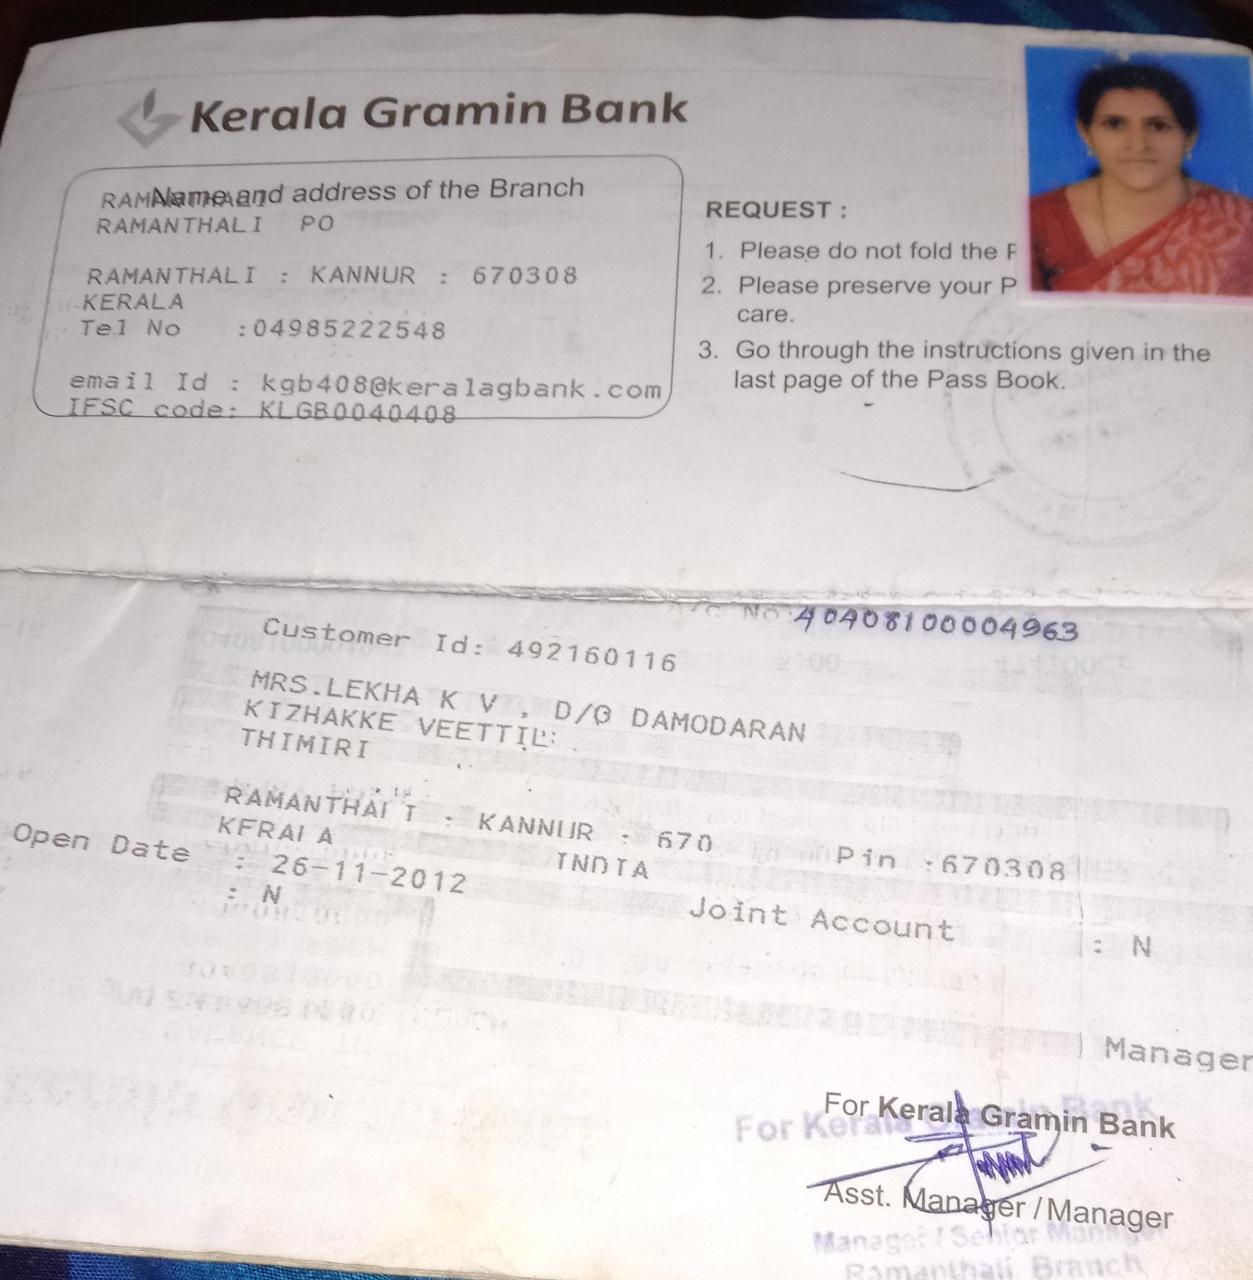 Kerala Gramin Bank
Name and address of the Branch
RAMANTHALI PO
RAMANTHALI : KANNUR : 670308
KERALA
Tel No :04985222548
email Id : kgb408@keralagbank.com
IFSC code: KLGB0040408
REQUEST :
1. Please do not fold the P
2. Please preserve your P
care.
3. Go through the instructions given in the
last page of the Pass Book.
A/C No:40408100004963
Customer Id: 492160116
MRS.LEKHA K V , D/O DAMODARAN
KIZHAKKE VEETTIL
THIMIRI
RAMANTHALI : KANNUR : 670
KERALA INDIA Pin :670308
Open Date : 26-11-2012
: N Joint Account : N
Manager
For Kerala Gramin Bank
For Kerala Gramin Bank
Asst. Manager / Manager
Manager / Senior Manager
Ramanthali Branch